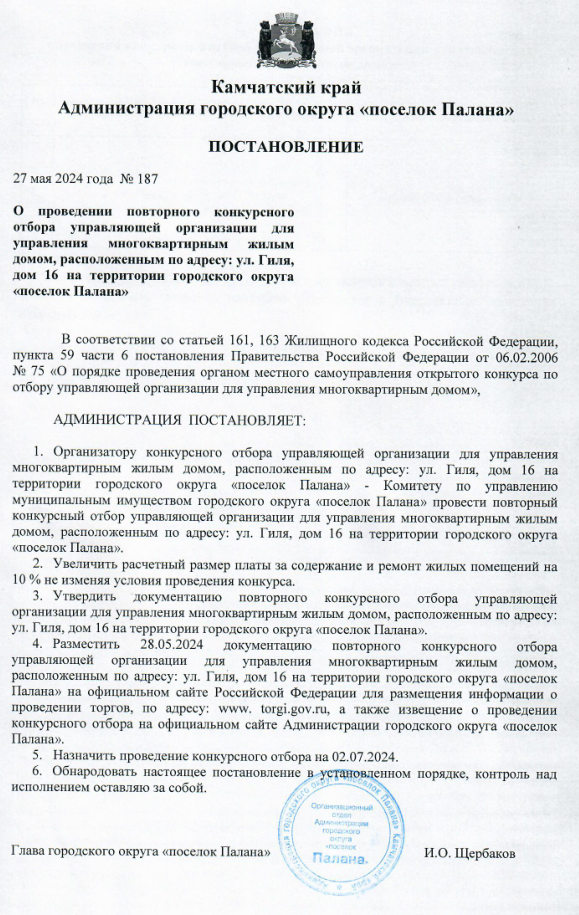 Камчатский край
Администрация городского округа «поселок Палана»
ПОСТАНОВЛЕНИЕ
27 мая 2024 года № 187
О проведении повторного конкурсного
отбора управляющей организации для
управления многоквартирным жилым
домом, расположенным по адресу: ул. Гиля,
дом 16 на территории городского округа
«поселок Палана»
В соответствии со статьей 161, 163 Жилищного кодекса Российской Федерации,
пункта 59 части 6 постановления Правительства Российской Федерации от 06.02.2006
№ 75 «О порядке проведения органом местного самоуправления открытого конкурса по
отбору управляющей организации для управления многоквартирным домом»,
АДМИНИСТРАЦИЯ ПОСТАНОВЛЯЕТ:
1. Организатору конкурсного отбора управляющей организации для управления
многоквартирным жилым домом, расположенным по адресу: ул. Гиля, дом 16 на
территории городского округа «поселок Палана» - Комитету по управлению
муниципальным имуществом городского округа «поселок Палана» провести повторный
конкурсный отбор управляющей организации для управления многоквартирным жилым
домом, расположенным по адресу: ул. Гиля, дом 16 на территории городского округа
«поселок Палана».
2. Увеличить расчетный размер платы за содержание и ремонт жилых помещений на
10 % не изменяя условия проведения конкурса.
3. Утвердить документацию повторного конкурсного отбора управляющей
организации для управления многоквартирным жилым домом, расположенным по адресу:
ул. Гиля, дом 16 на территории городского округа «поселок Палана».
4. Разместить 28.05.2024 документацию повторного конкурсного отбора
управляющей организации для управления многоквартирным жилым домом,
расположенным по адресу: ул. Гиля, дом 16 на территории городского округа «поселок
Палана» на официальном сайте Российской Федерации для размещения информации о
проведении торгов, по адресу: www. torgi.gov.ru, а также извещение о проведении
конкурсного отбора на официальном сайте Администрации городского округа «поселок
Палана».
5. Назначить проведение конкурсного отбора на 02.07.2024.
6. Обнародовать настоящее постановление в установленном порядке, контроль над
исполнением оставляю за собой.
Организационный
отдел
Администрации
городского
округа
«поселок
Палана.
Глава городского округа «поселок Палана»
И.О. Щербаков